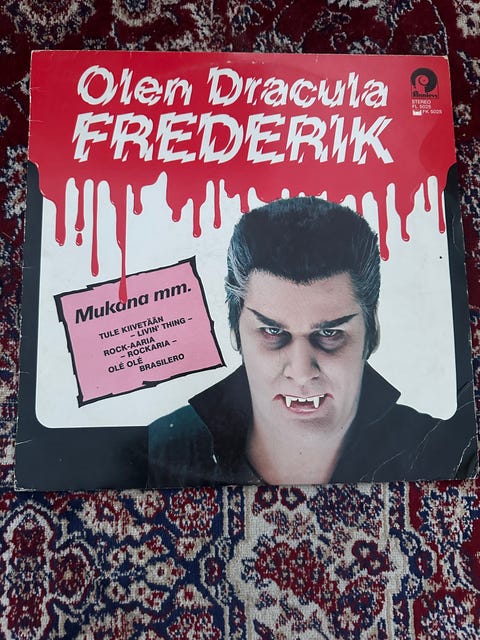 Olen Dracula
FREDERIK
Finnlevy
STEREO
FL 5025
FK 5025
Mukana mm.
TULE KIIVETÄÄN
– LIVIN' THING –
ROCK-AARIA
– ROCKARIA –
OLÉ OLÉ
BRASILERO